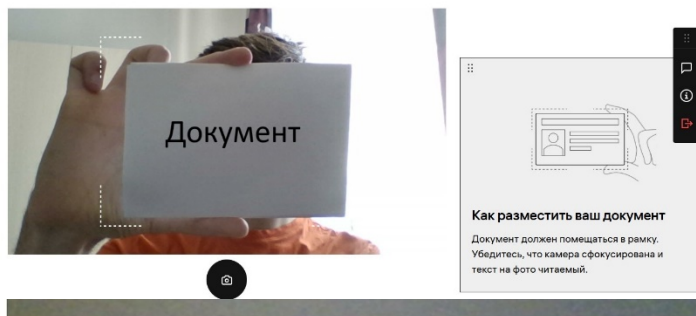 Документ
Как разместить ваш документ
Документ должен помещаться в рамку.
Убедитесь, что камера сфокусирована и
текст на фото читаемый.